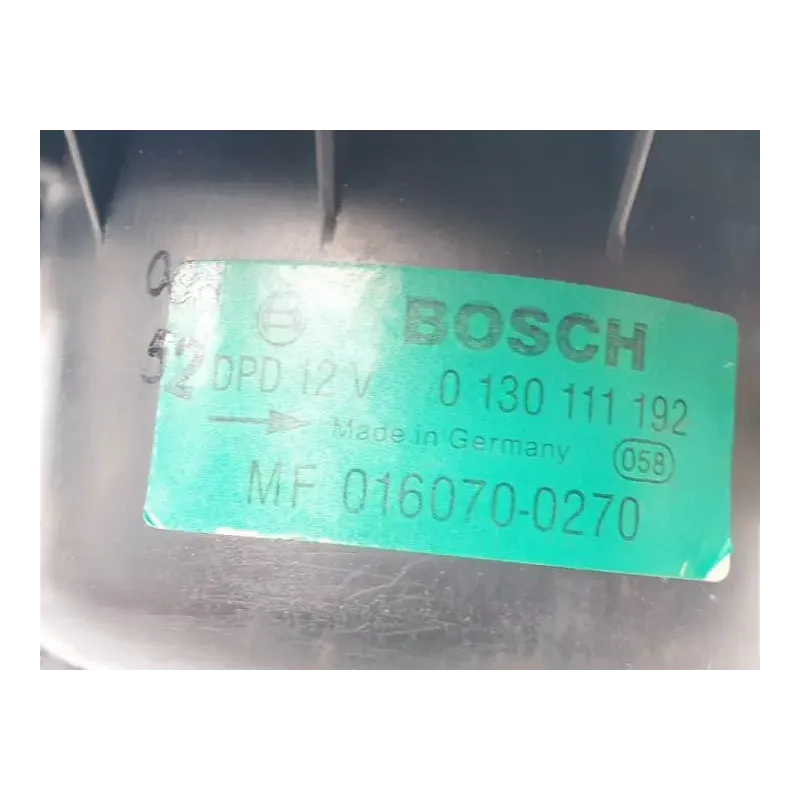 BOSCH
52 DPD 12 V 0 130 111 192
Made in Germany 058
MF 016070-0270